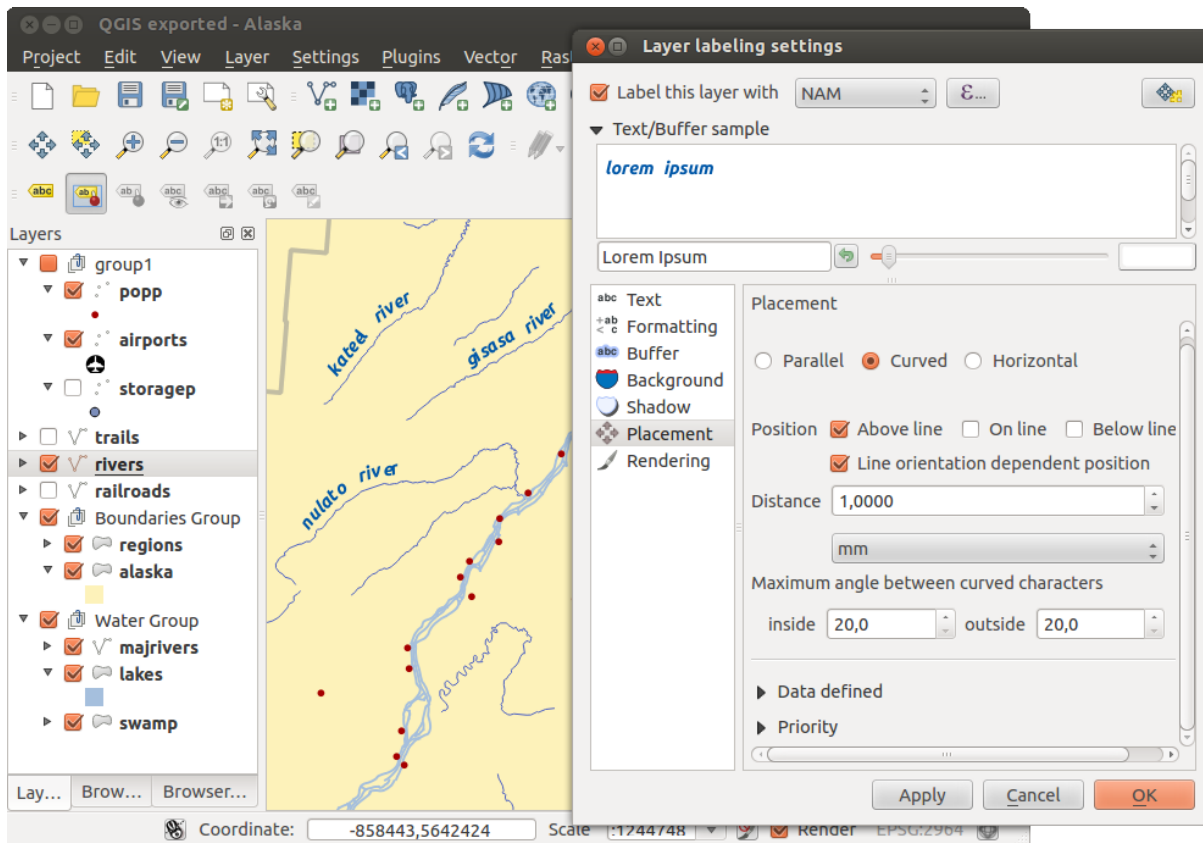 QGIS exported - Alaska
Project Edit View Layer Settings Plugins Vector Ras
Layers
group1
popp
airports
storagep
trails
rivers
railroads
Boundaries Group
regions
alaska
Water Group
majrivers
lakes
swamp
Lay... Brow... Browser...
kateel river
gisasa river
nulato river
Coordinate: -858443,5642424 Scale :1244748 Render EPSG:2964
Layer labeling settings
Label this layer with NAM ε...
Text/Buffer sample
lorem ipsum
Lorem Ipsum
Text
Formatting
Buffer
Background
Shadow
Placement
Rendering
Placement
Parallel Curved Horizontal
Position Above line On line Below line
Line orientation dependent position
Distance 1,0000
mm
Maximum angle between curved characters
inside 20,0 outside 20,0
Data defined
Priority
Apply Cancel OK